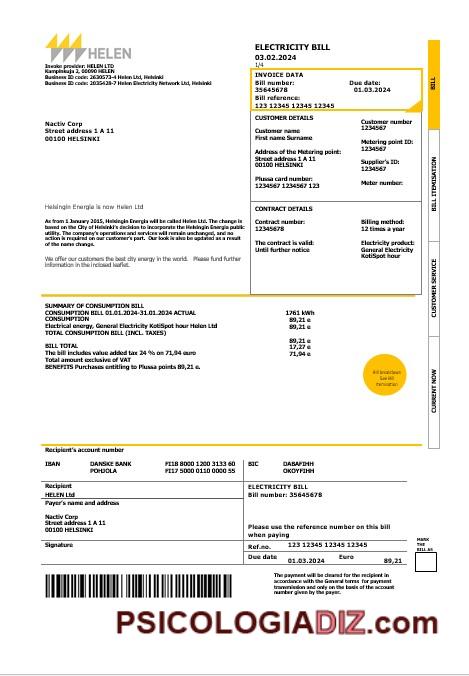 HELEN
Invoke provider: HELEN LTD
Kampinkuja 2, 00090 HELEN
Business ID code: 2630573-4 Helen Ltd, Helsinki
Business ID code: 2035428-7 Helen Electricity Network Ltd, Helsinki
ELECTRICITY BILL
03.02.2024
1/4
INVOICE DATA
Bill number: Due date:
35645678 01.03.2024
Bill reference:
123 12345 12345 12345
Nactiv Corp
Street address 1 A 11
00100 HELSINKI
CUSTOMER DETAILS
Customer name
First name Surname
Address of the Metering point:
Street address 1 A 11
00100 HELSINKI
Plussa card number:
1234567 1234567 123
Customer number
1234567
Metering point ID:
1234567
Supplier's ID:
1234567
Meter number:
Helsingin Energia is now Helen Ltd
As from 1 January 2015, Helsingin Energia will be called Helen Ltd. The change is
based on the City of Helsinki's decision to incorporate the Helsingin Energia public
utility. The company's operations and services will remain unchanged, and no
action is required on our customer's part. Our look is also be updated as a result
of the name change.
We offer our customers the best city energy in the world. Please fund further
information in the inclosed leaflet.
CONTRACT DETAILS
Contract number:
12345678
The contract is valid:
Until further notice
Billing method:
12 times a year
Electricity product:
General Electricity
KotiSpot hour
BILL
BILL ITEMISATION
CUSTOMER SERVICE
CURRENT NOW
SUMMARY OF CONSUMPTION BILL
CONSUMPTION BILL 01.01.2024-31.01.2024 ACTUAL 1761 kWh
CONSUMPTION 89,21 e
Electrical energy, General Electricity KotiSpot hour Helen Ltd 89,21 e
TOTAL CONSUMPTION BILL (INCL. TAXES)
89,21 e
BILL TOTAL 17,27 e
The bill includes value added tax 24 % on 71,94 euro 71,94 e
Total amount exclusive of VAT
BENEFITS Purchases entitling to Plussa points 89,21 e.
Bill breakdown
See Bill
itemisation
Recipient's account number
IBAN DANSKE BANK FI18 8000 1200 3133 60 BIC DABAFIHH
POHJOLA FI17 5000 0110 0000 55 OKOYFIHH
Recipient
HELEN Ltd
ELECTRICITY BILL
Bill number: 35645678
Payer's name and address
Nactiv Corp
Street address 1 A 11
00100 HELSINKI
Please use the reference number on this bill
when paying
Signature
Ref.no. 123 12345 12345 12345
Due date 01.03.2024 Euro 89,21
MARK
THE
BILL AS
The payment will be cleared for the recipient in
accordance with the General terms for payment
transmission and only on the basis of the account
number given by the payer.
PSICOLOGIADIZ.com